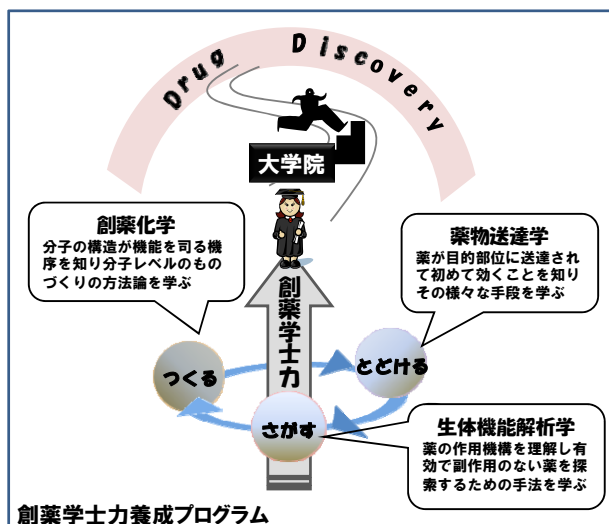 Drug Discovery
大学院
創薬化学
分子の構造が機能を司る機
序を知り分子レベルのもの
づくりの方法論を学ぶ
薬物送達学
薬が目的部位に送達され
て初めて効くことを知り
その様々な手段を学ぶ
創薬学士力
つくる
とどける
さがす
生体機能解析学
薬の作用機構を理解し有
効で副作用のない薬を探
索するための手法を学ぶ
創薬学士力養成プログラム